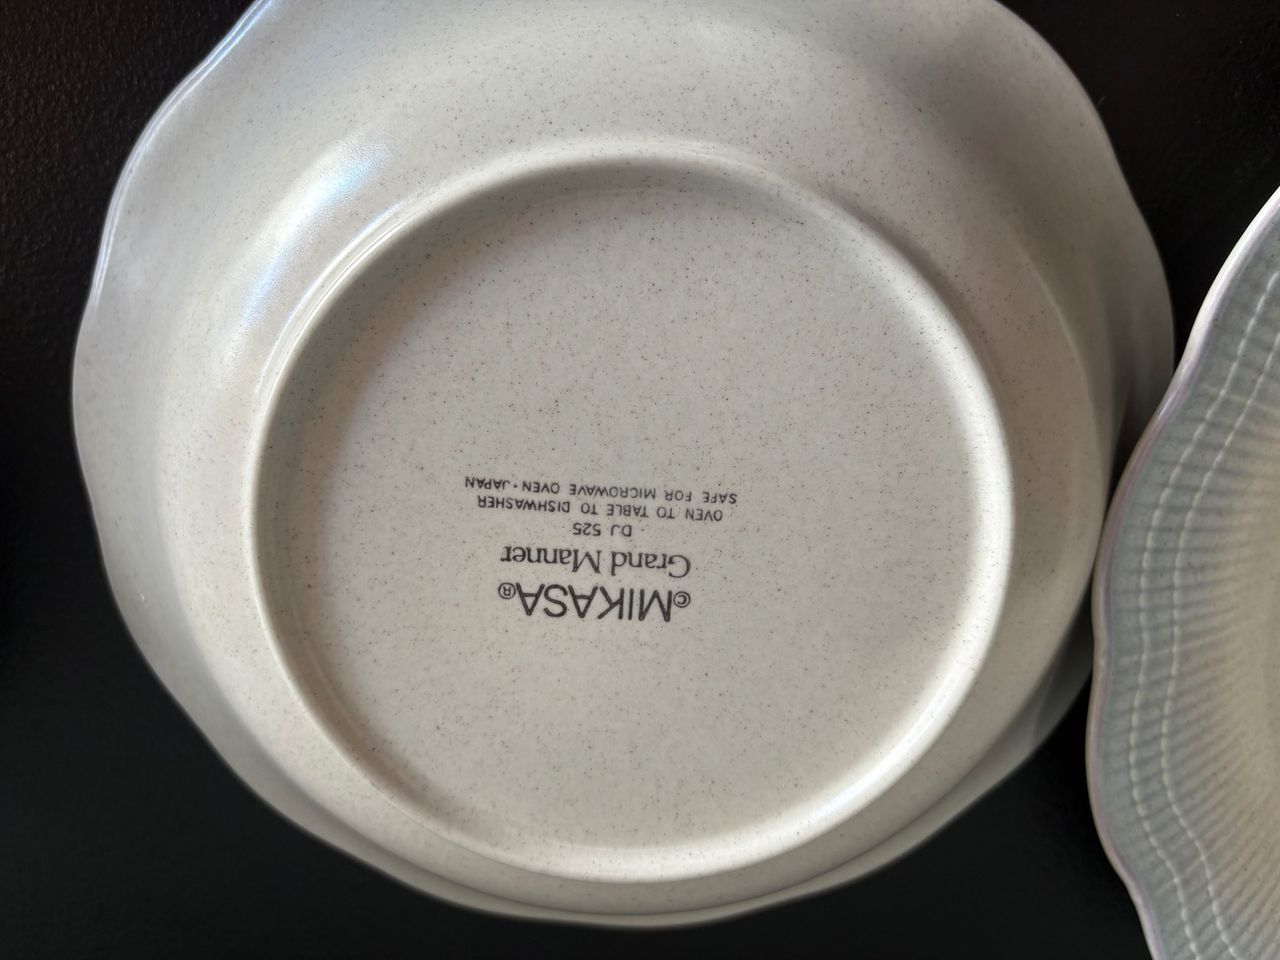 ©MIKASA®
Grand Manner
DJ 525
OVEN TO TABLE TO DISHWASHER
SAFE FOR MICROWAVE OVEN • JAPAN